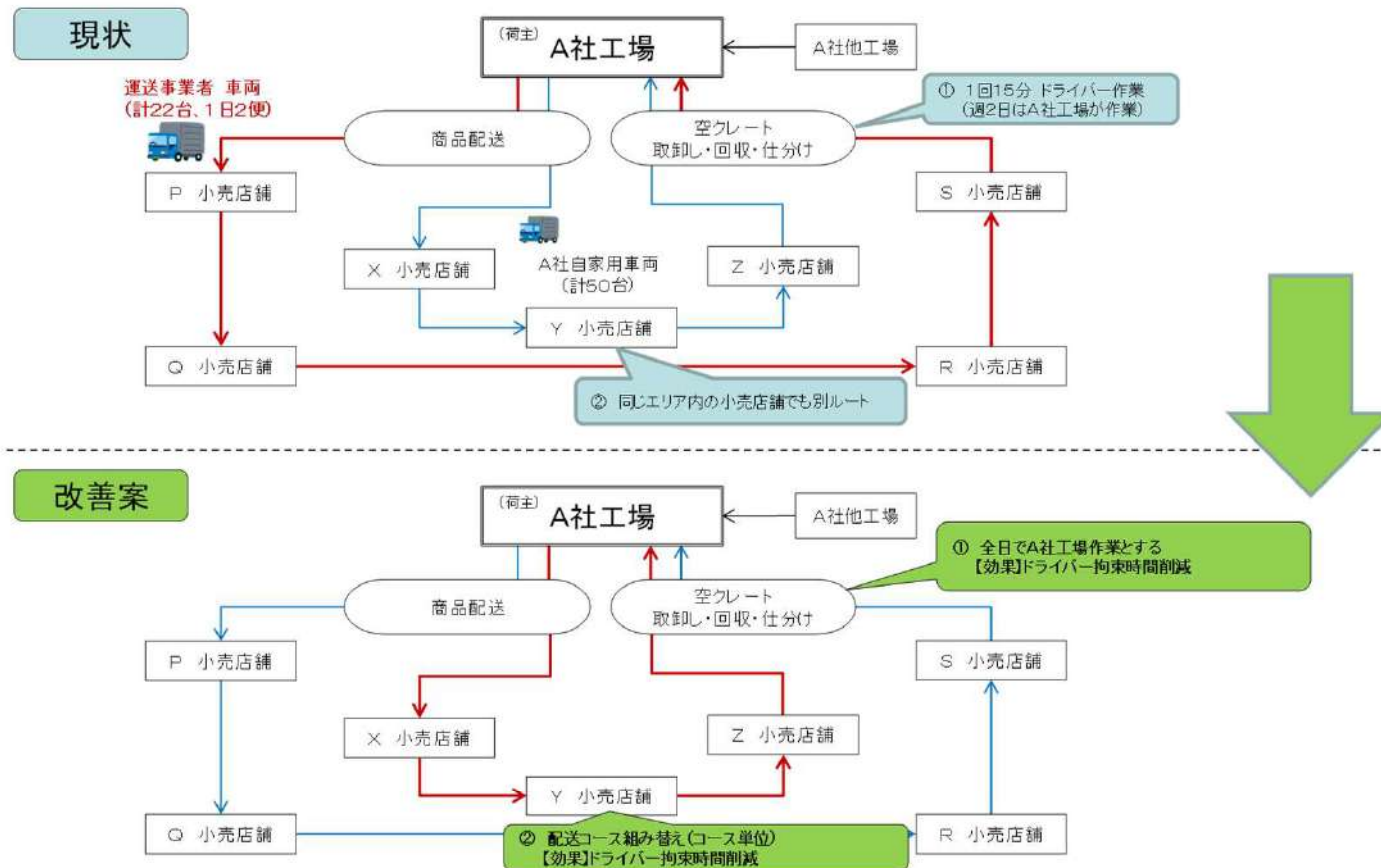 現状
(荷主) A社工場
A社他工場
運送事業者 車両
(計22台、1日2便)
① 1回15分 ドライバー作業
(週2日はA社工場が作業)
商品配送
空クレート
取卸し・回収・仕分け
P 小売店舗
S 小売店舗
X 小売店舗
A社自家用車両
(計50台)
Z 小売店舗
Y 小売店舗
Q 小売店舗
R 小売店舗
② 同じエリア内の小売店舗でも別ルート
改善案
(荷主) A社工場
A社他工場
① 全日でA社工場作業とする
【効果】ドライバー拘束時間削減
商品配送
空クレート
取卸し・回収・仕分け
P 小売店舗
S 小売店舗
X 小売店舗
Z 小売店舗
Y 小売店舗
Q 小売店舗
R 小売店舗
② 配送コース組み替え(コース単位)
【効果】ドライバー拘束時間削減